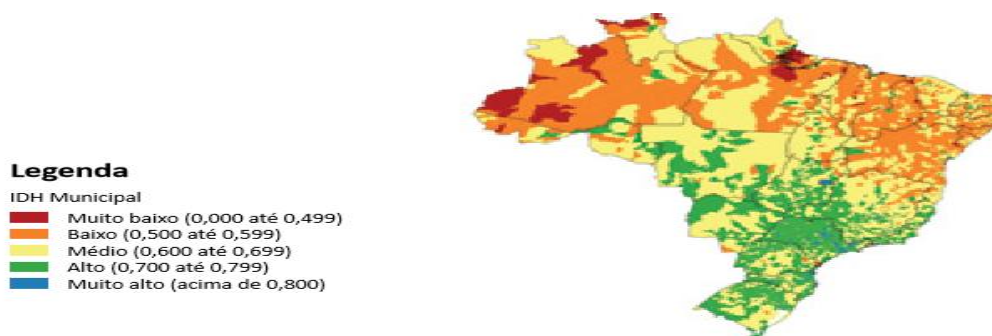 Legenda
IDH Municipal
Muito baixo (0,000 até 0,499)
Baixo (0,500 até 0,599)
Médio (0,600 até 0,699)
Alto (0,700 até 0,799)
Muito alto (acima de 0,800)